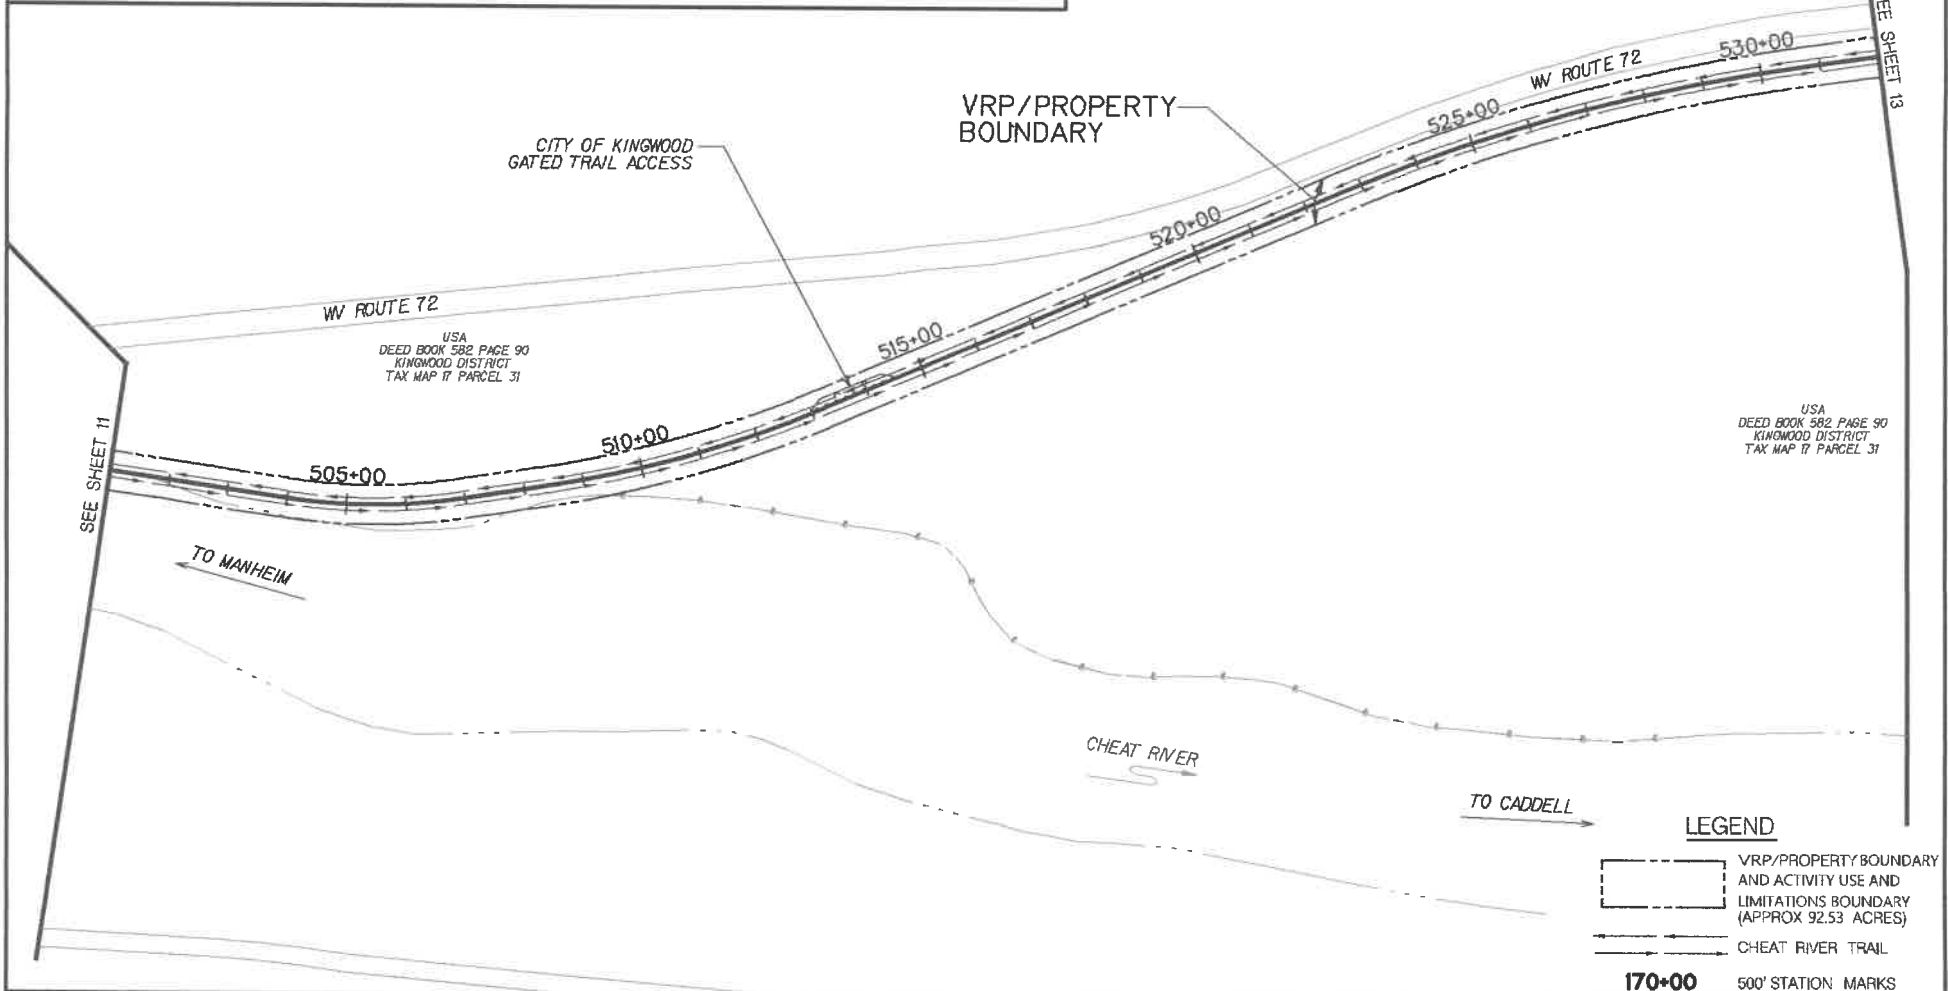 SEE SHEET 13
530+00
WV ROUTE 72
525+00
VRP/PROPERTY
BOUNDARY
CITY OF KINGWOOD
GATED TRAIL ACCESS
520+00
WV ROUTE 72
515+00
USA
DEED BOOK 582 PAGE 90
KINGWOOD DISTRICT
TAX MAP 17 PARCEL 31
510+00
USA
DEED BOOK 582 PAGE 90
KINGWOOD DISTRICT
TAX MAP 17 PARCEL 31
505+00
SEE SHEET 11
TO MANHEIM
CHEAT RIVER
TO CADDELL
LEGEND
VRP/PROPERTY BOUNDARY
AND ACTIVITY USE AND
LIMITATIONS BOUNDARY
(APPROX 92.53 ACRES)
CHEAT RIVER TRAIL
170+00 500' STATION MARKS